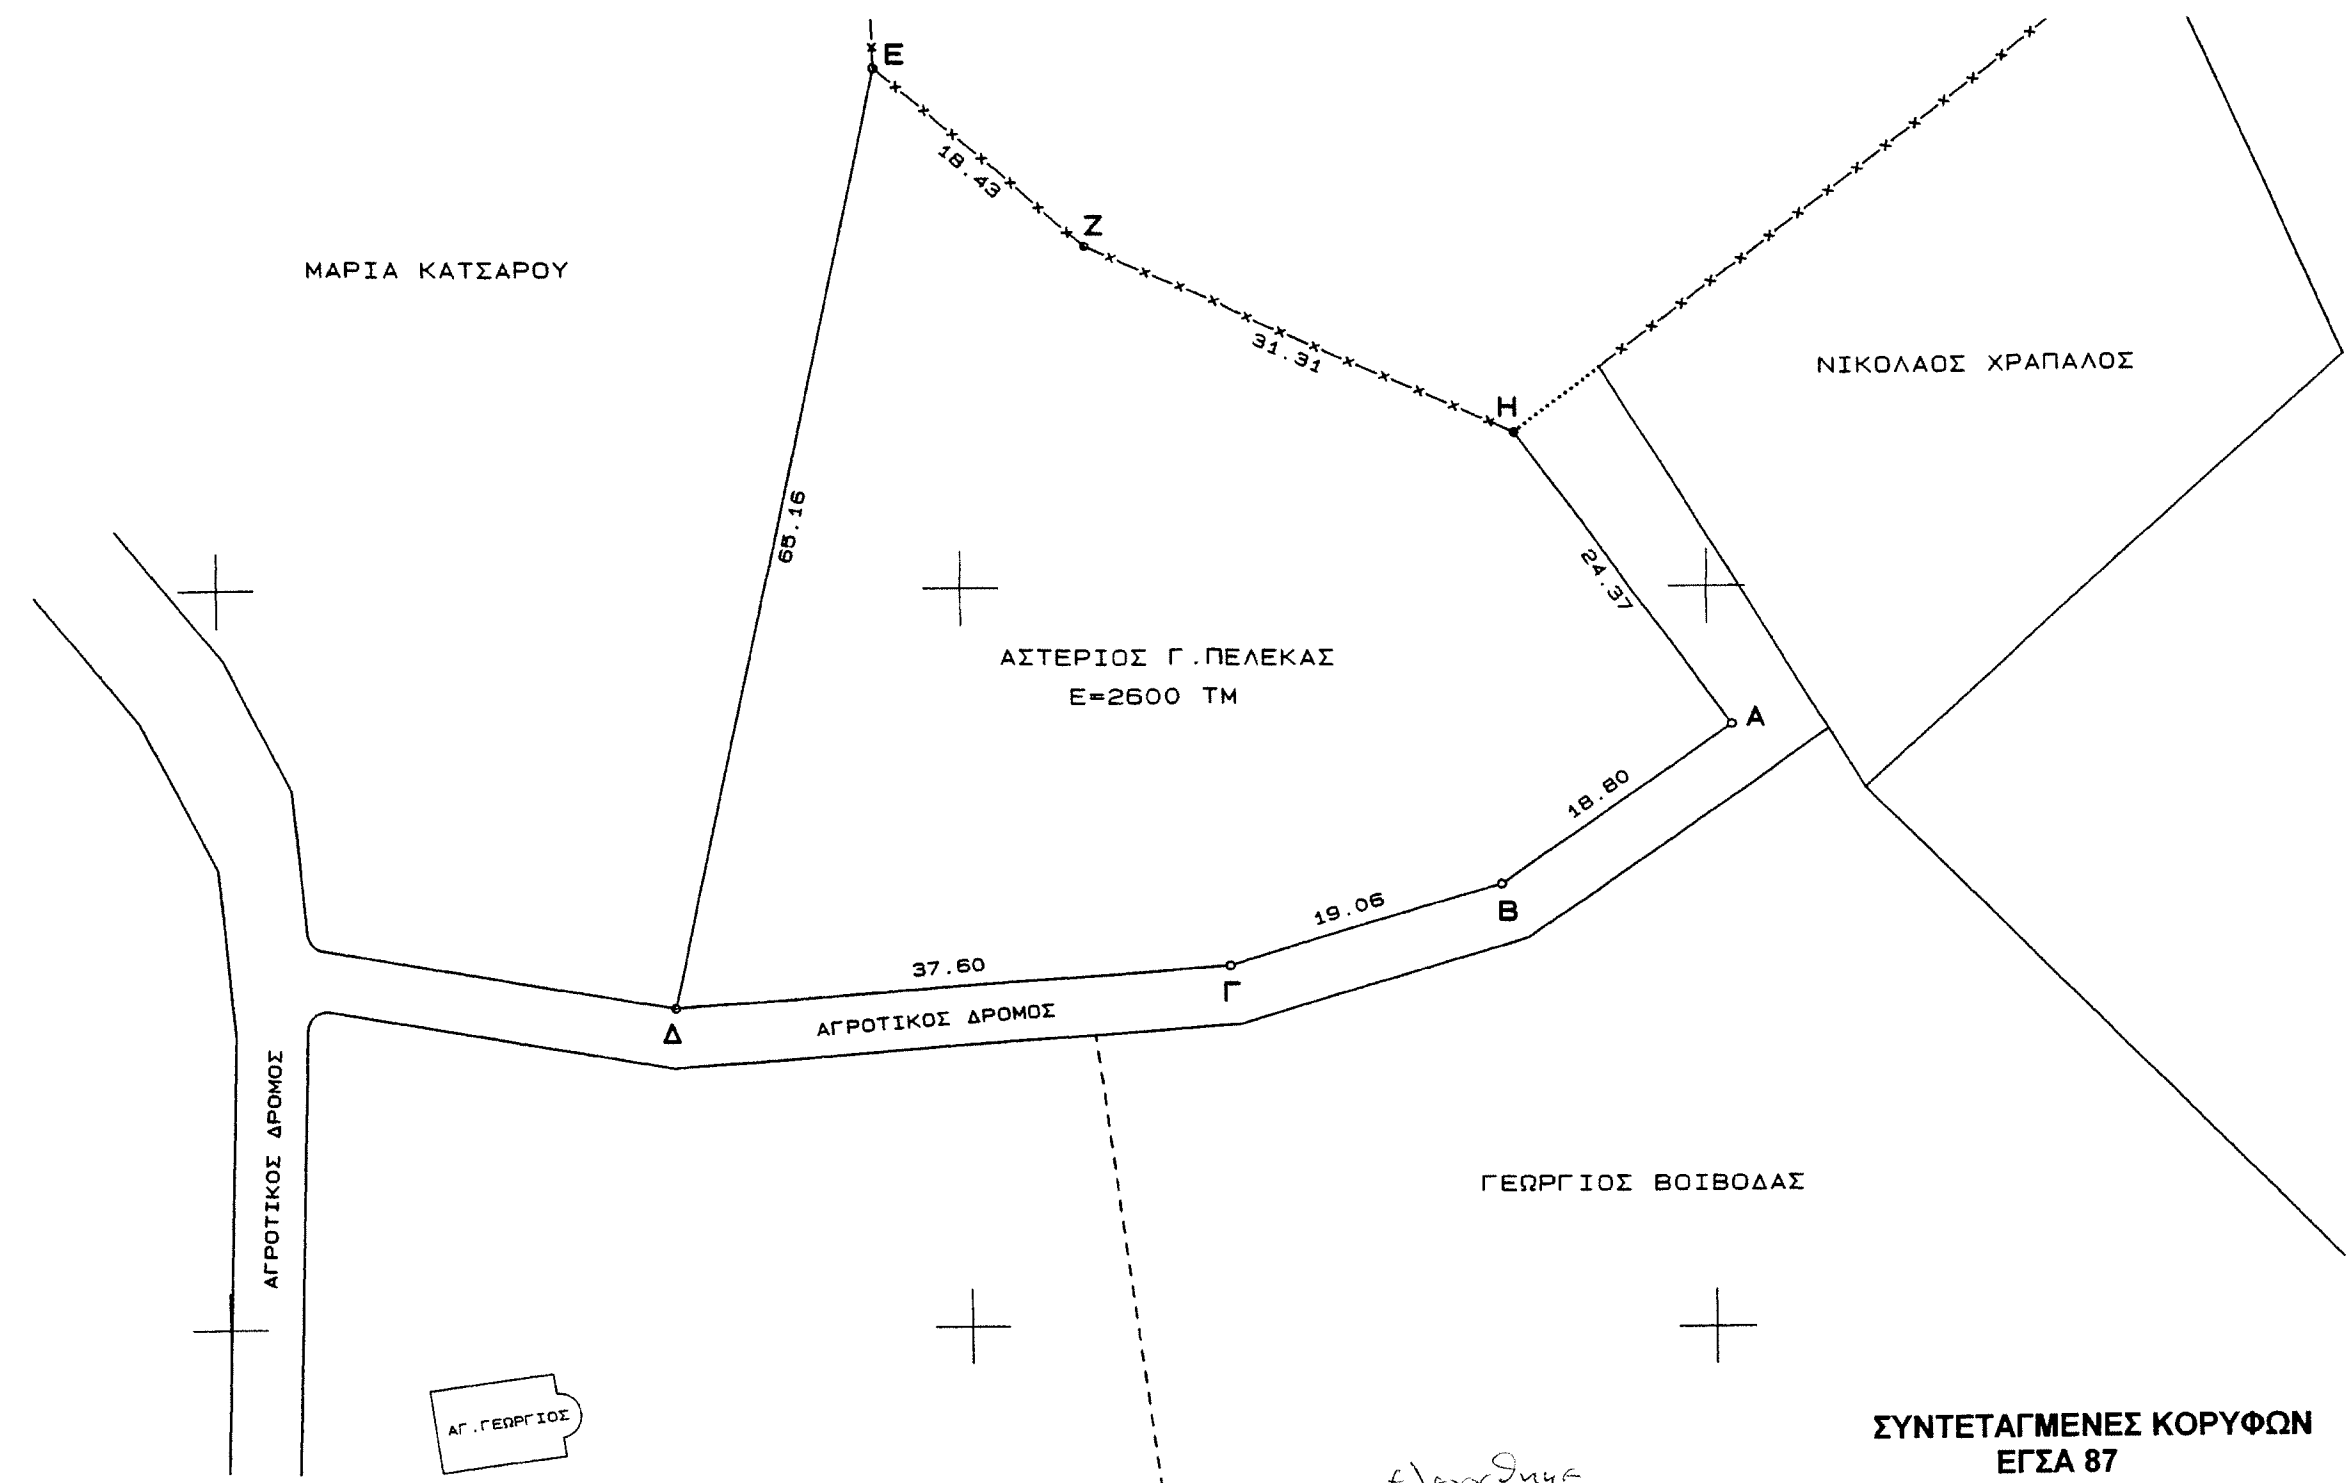 Ε
18.43
Ζ
ΜΑΡΙΑ ΚΑΤΣΑΡΟΥ
31.31
ΝΙΚΟΛΑΟΣ ΧΡΑΠΑΛΟΣ
Η
65.16
24.37
ΑΣΤΕΡΙΟΣ Γ.ΠΕΛΕΚΑΣ
Ε=2600 ΤΜ
Α
18.80
19.06
Β
37.60
Γ
ΑΓΡΟΤΙΚΟΣ ΔΡΟΜΟΣ
Δ
ΑΓΡΟΤΙΚΟΣ ΔΡΟΜΟΣ
ΓΕΩΡΓΙΟΣ ΒΟΙΒΟΔΑΣ
ΑΓ.ΓΕΩΡΓΙΟΣ
ΣΥΝΤΕΤΑΓΜΕΝΕΣ ΚΟΡΥΦΩΝ
ΕΓΣΑ 87